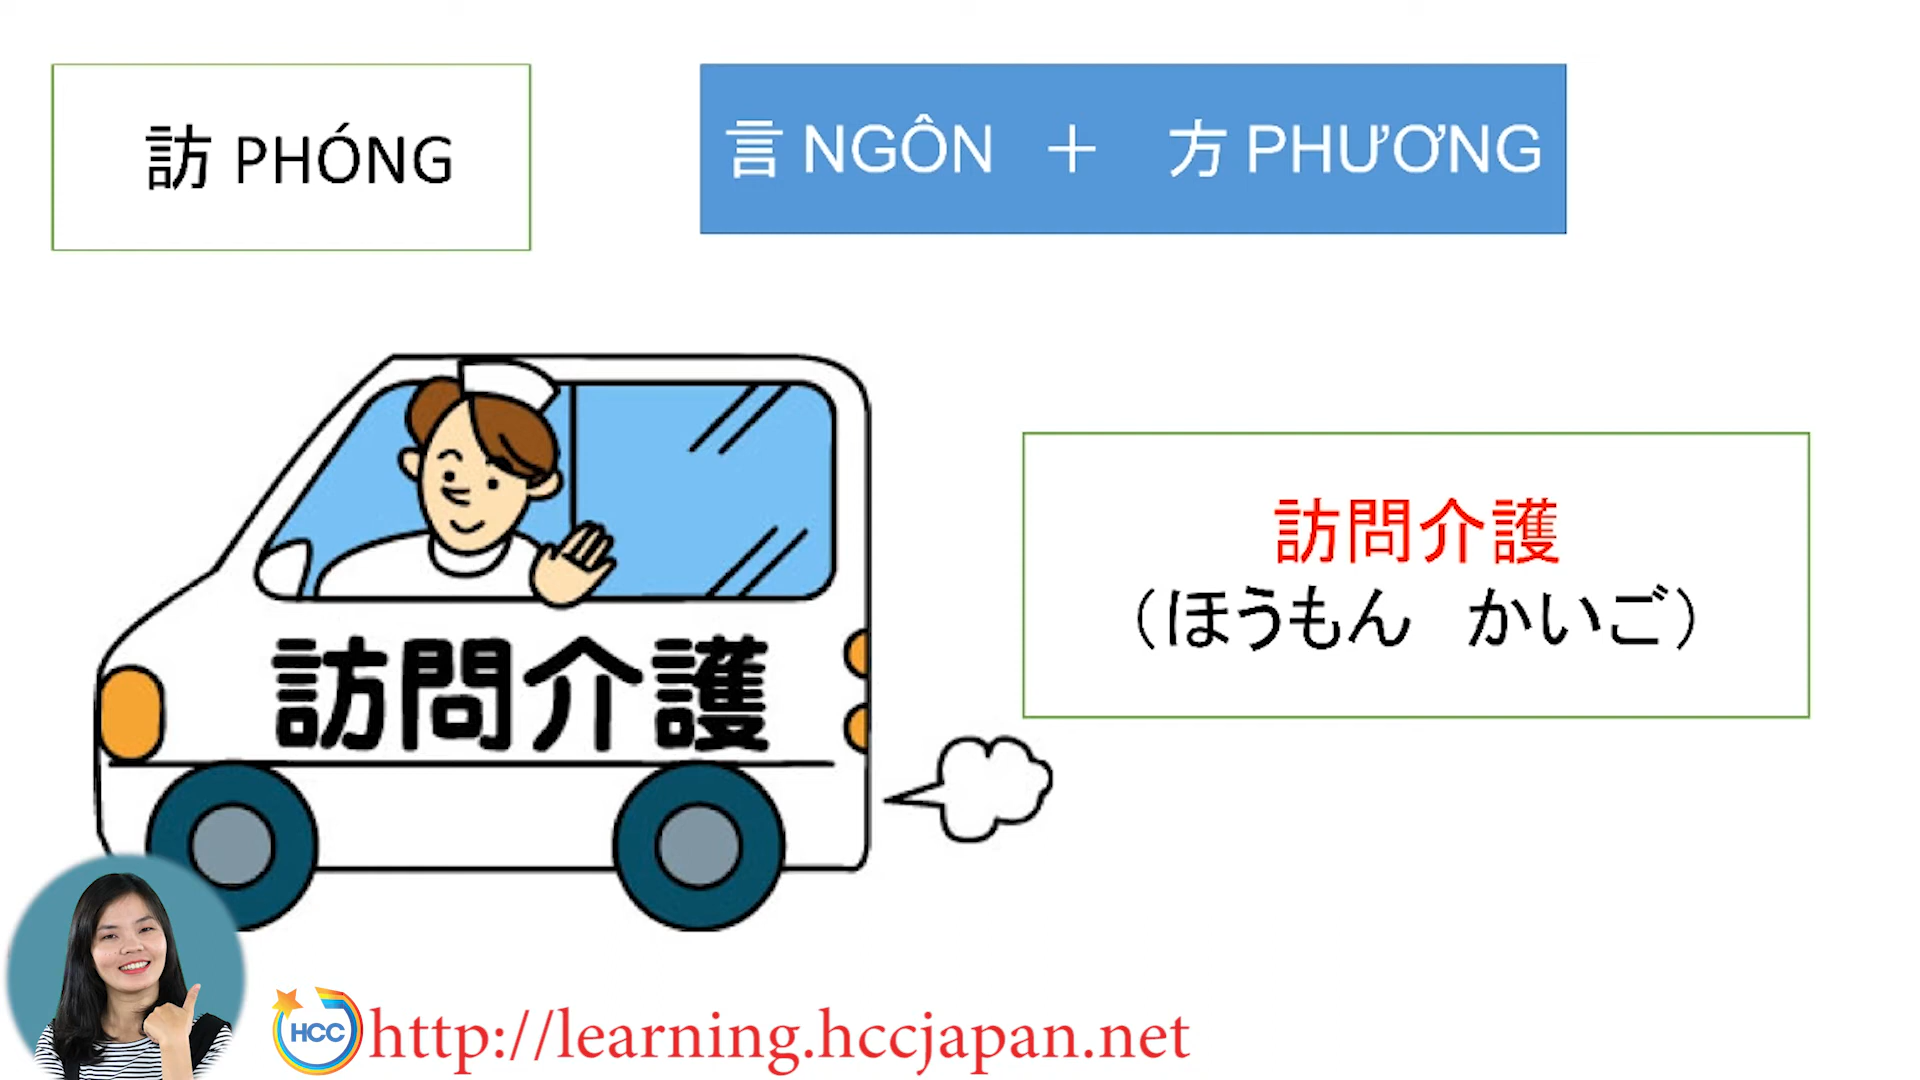 訪 PHÓNG
言 NGÔN ＋ 方 PHƯƠNG
訪問介護
（ほうもん　かいご）
訪問介護
HCC
http://learning.hccjapan.net